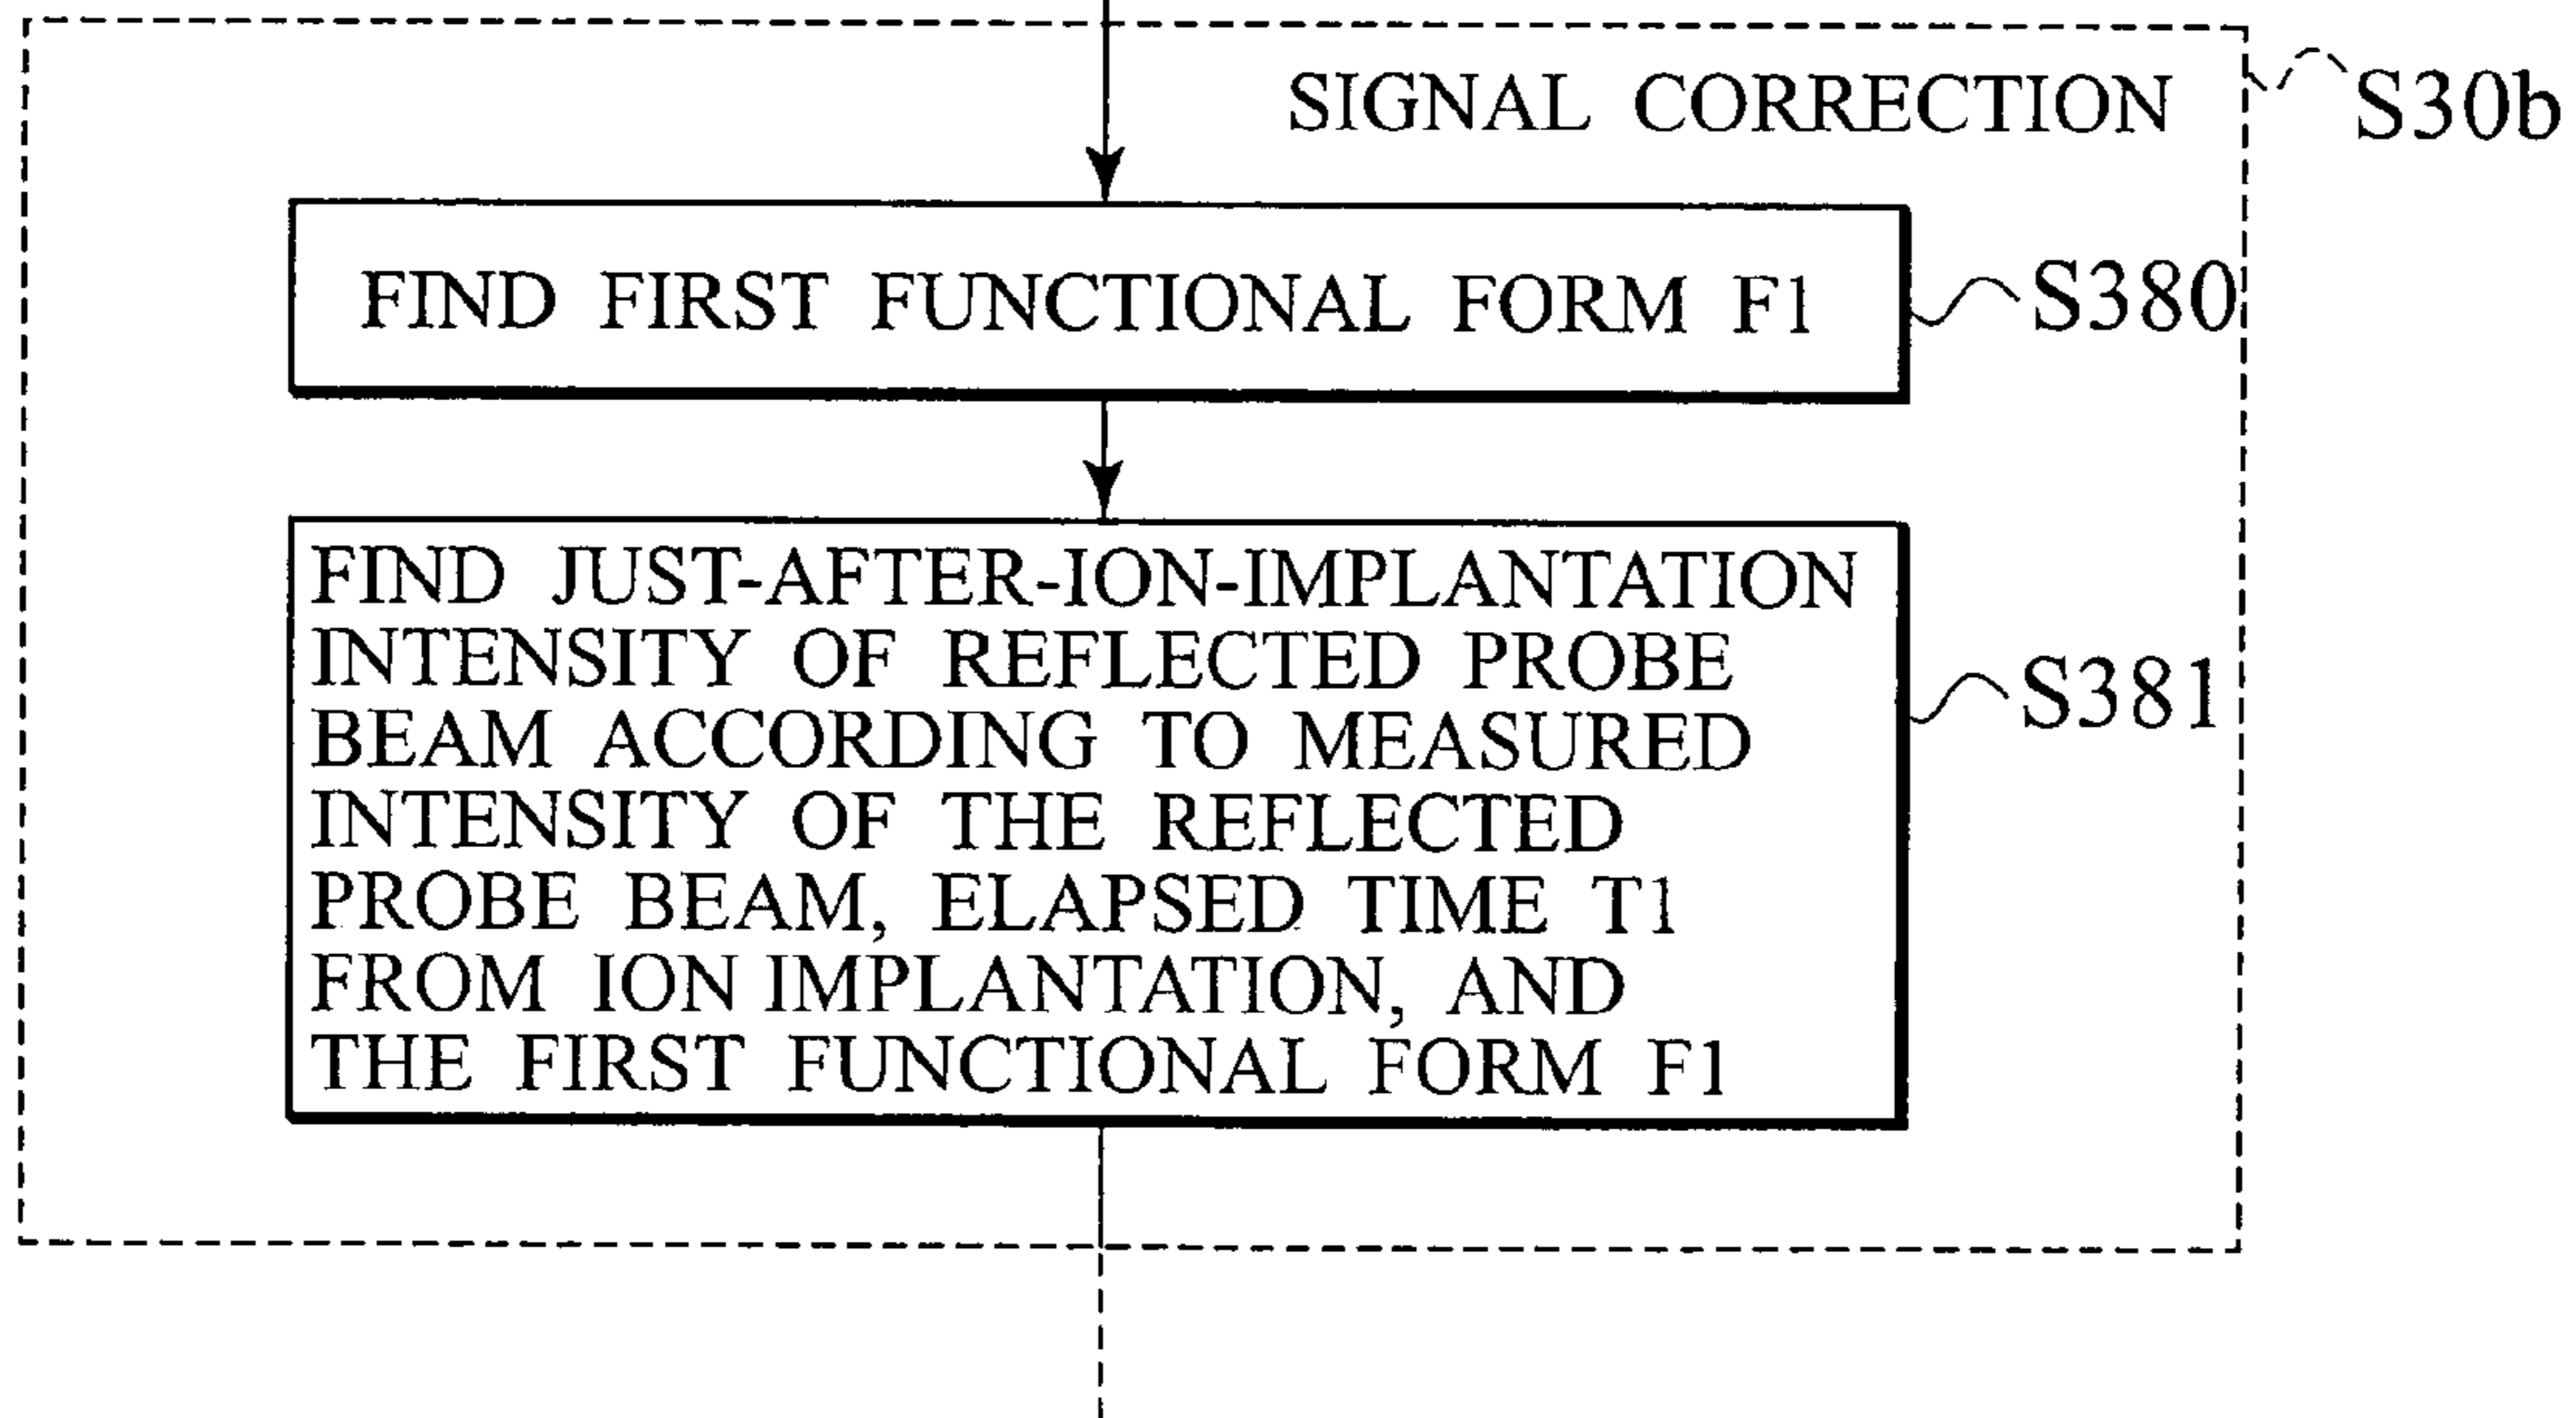 SIGNAL CORRECTION
S30b
FIND FIRST FUNCTIONAL FORM F1
S380
FIND JUST-AFTER-ION-IMPLANTATION
INTENSITY OF REFLECTED PROBE
BEAM ACCORDING TO MEASURED
INTENSITY OF THE REFLECTED
PROBE BEAM, ELAPSED TIME T1
FROM ION IMPLANTATION, AND
THE FIRST FUNCTIONAL FORM F1
S381